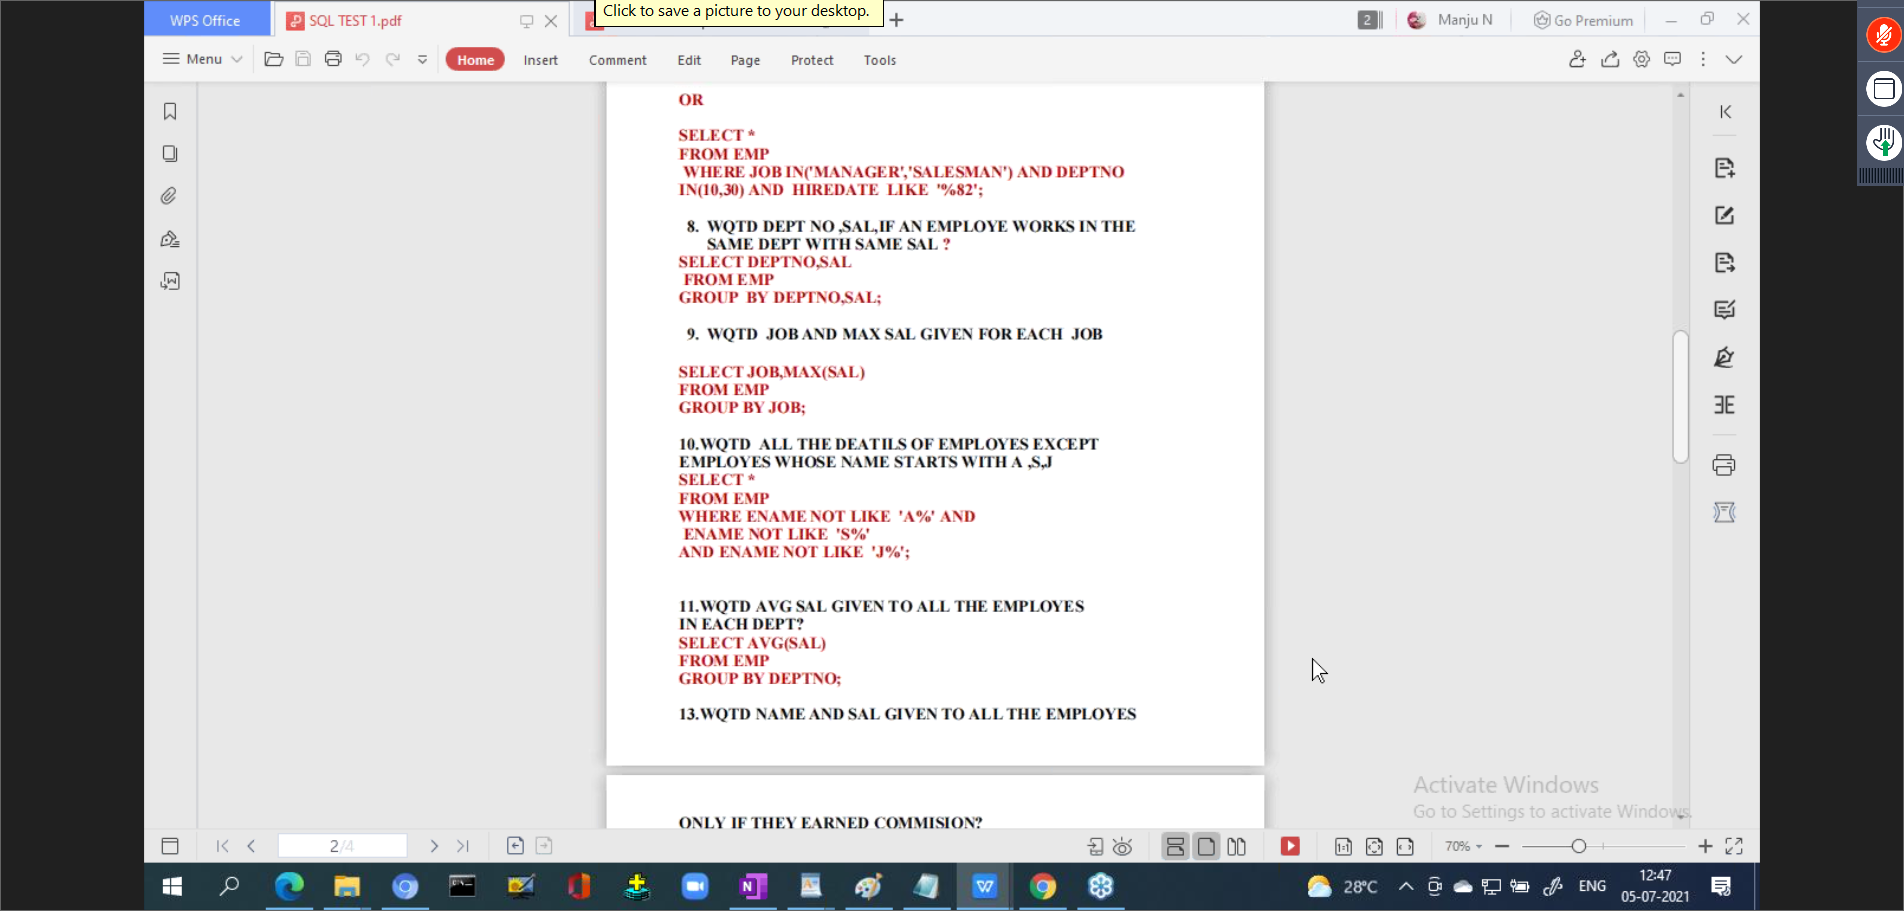 WPS Office
SQL TEST 1.pdf
Click to save a picture to your desktop.
2
Manju N
Go Premium
Menu
Home
Insert
Comment
Edit
Page
Protect
Tools
OR
SELECT *
FROM EMP
WHERE JOB IN('MANAGER','SALESMAN') AND DEPTNO
IN(10,30) AND HIREDATE LIKE '%82';
8. WQTD DEPT NO ,SAL,IF AN EMPLOYE WORKS IN THE
SAME DEPT WITH SAME SAL ?
SELECT DEPTNO,SAL
FROM EMP
GROUP BY DEPTNO,SAL;
9. WQTD JOB AND MAX SAL GIVEN FOR EACH JOB
SELECT JOB,MAX(SAL)
FROM EMP
GROUP BY JOB;
10.WQTD ALL THE DEATILS OF EMPLOYES EXCEPT
EMPLOYES WHOSE NAME STARTS WITH A ,S,J
SELECT *
FROM EMP
WHERE ENAME NOT LIKE 'A%' AND
ENAME NOT LIKE 'S%'
AND ENAME NOT LIKE 'J%';
11.WQTD AVG SAL GIVEN TO ALL THE EMPLOYES
IN EACH DEPT?
SELECT AVG(SAL)
FROM EMP
GROUP BY DEPTNO;
13.WQTD NAME AND SAL GIVEN TO ALL THE EMPLOYES
ONLY IF THEY EARNED COMMISION?
Activate Windows
Go to Settings to activate Windows.
2/4
70%
28°C
ENG
12:47
05-07-2021